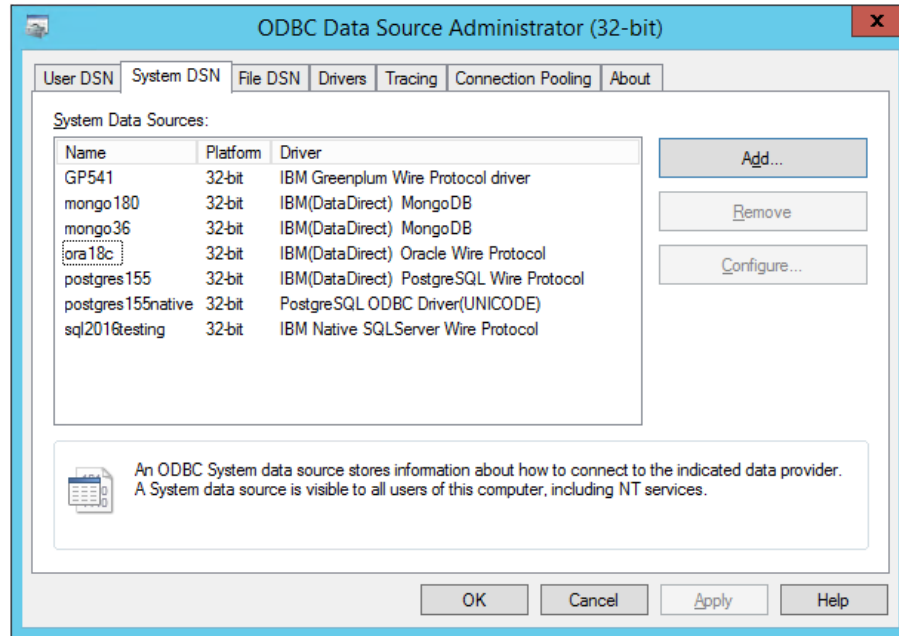 ODBC Data Source Administrator (32-bit)
x
User DSN System DSN File DSN Drivers Tracing Connection Pooling About
System Data Sources:
Name Platform Driver
GP541 32-bit IBM Greenplum Wire Protocol driver
mongo180 32-bit IBM(DataDirect) MongoDB
mongo36 32-bit IBM(DataDirect) MongoDB
ora18c 32-bit IBM(DataDirect) Oracle Wire Protocol
postgres155 32-bit IBM(DataDirect) PostgreSQL Wire Protocol
postgres155native 32-bit PostgreSQL ODBC Driver(UNICODE)
sql2016testing 32-bit IBM Native SQLServer Wire Protocol
Add...
Remove
Configure...
An ODBC System data source stores information about how to connect to the indicated data provider.
A System data source is visible to all users of this computer, including NT services.
OK Cancel Apply Help